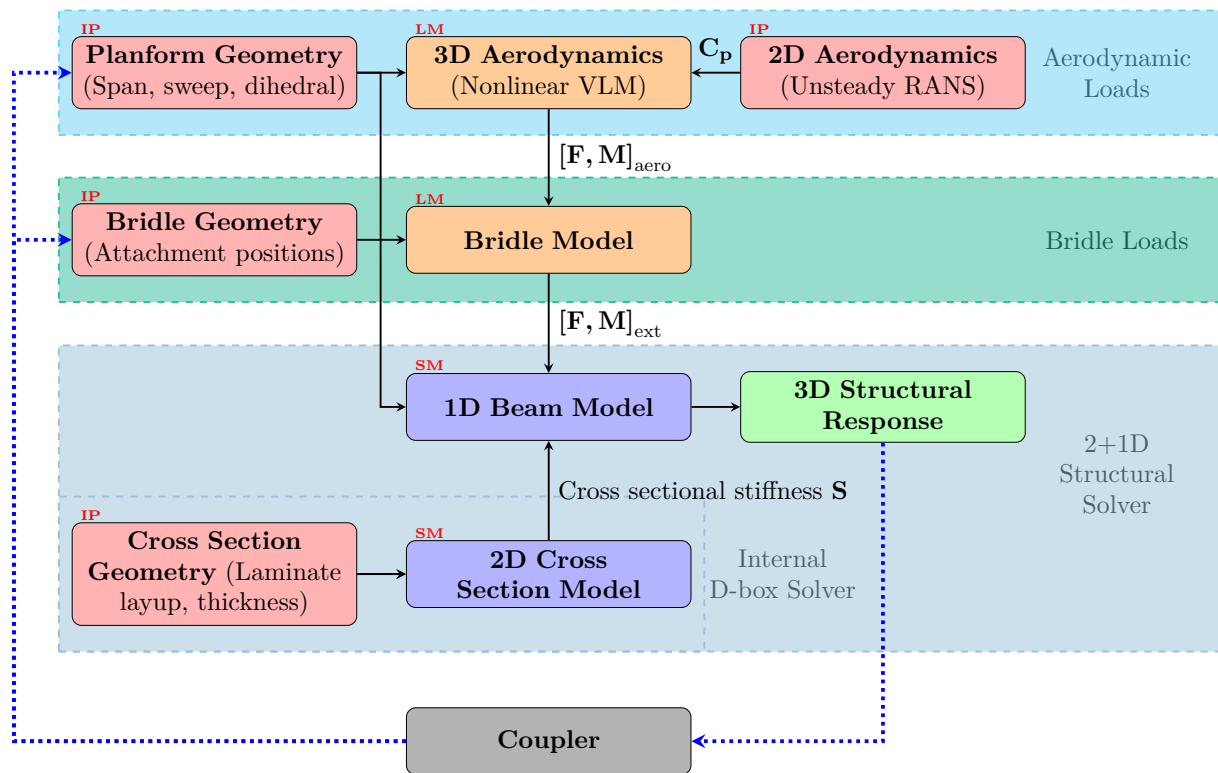 IP
Planform Geometry
(Span, sweep, dihedral)
LM
3D Aerodynamics
(Nonlinear VLM)
C_p
IP
2D Aerodynamics
(Unsteady RANS)
Aerodynamic
Loads
[F, M]_aero
IP
Bridle Geometry
(Attachment positions)
LM
Bridle Model
Bridle Loads
[F, M]_ext
SM
1D Beam Model
3D Structural
Response
2+1D
Structural
Solver
Cross sectional stiffness S
IP
Cross Section
Geometry (Laminate
layup, thickness)
SM
2D Cross
Section Model
Internal
D-box Solver
Coupler